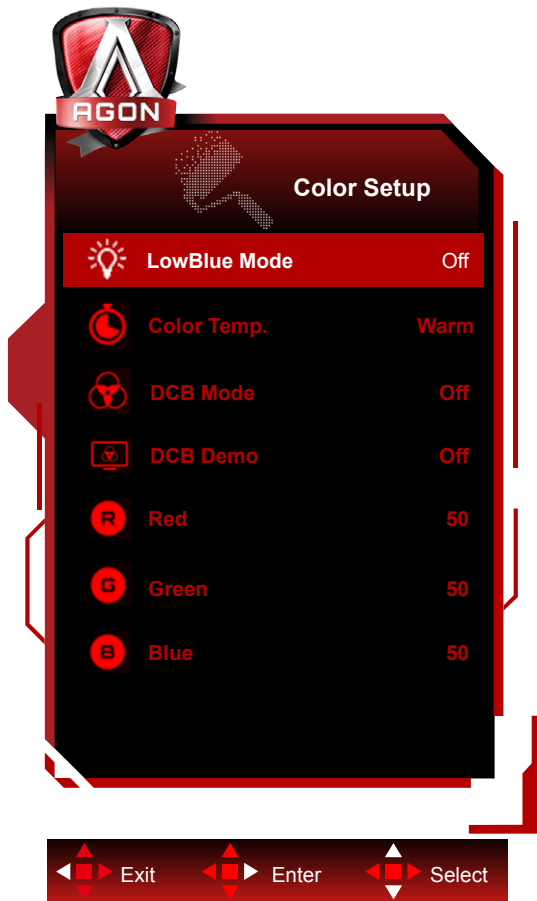 AGON
Color Setup
LowBlue Mode Off
Color Temp. Warm
DCB Mode Off
DCB Demo Off
R Red 50
G Green 50
B Blue 50
Exit Enter Select